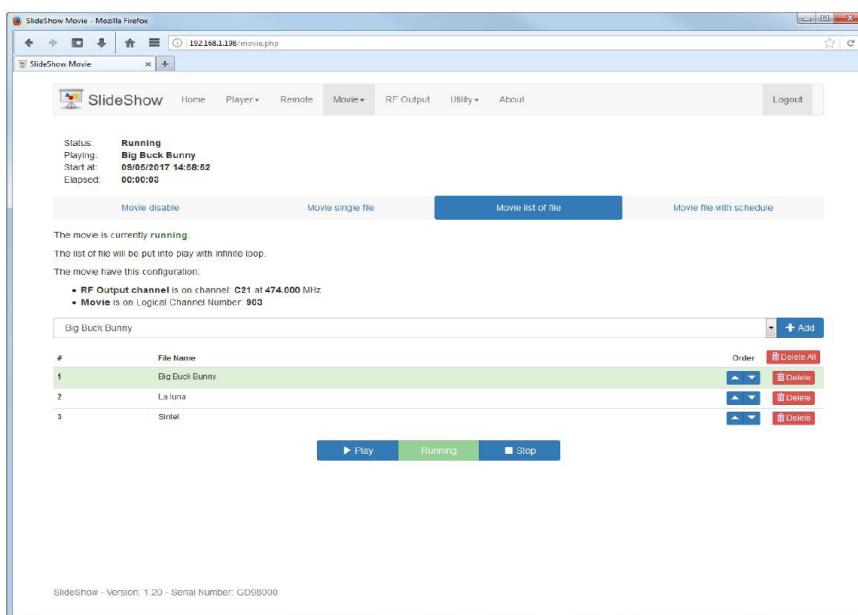 SlideShow Movie - Mozilla Firefox
192.168.1.198/movie.php
SlideShow Movie
SlideShow Home Player Remote Movie RF Output Utility About Logout
Status: Running
Playing: Big Buck Bunny
Start at: 09/05/2017 14:58:52
Elapsed: 00:00:03
Movie disable Movie single file Movie list of file Movie file with schedule
The movie is currently running.
The list of file will be put into play with infinite loop.
The movie have this configuration:
• RF Output channel is on channel: C21 at 474.000 MHz
• Movie is on Logical Channel Number: 903
Big Buck Bunny + Add
# File Name Order Delete All
1 Big Buck Bunny Delete
2 La luna Delete
3 Sintel Delete
Play Running Stop
SlideShow - Version: 1.20 - Serial Number: GD98000